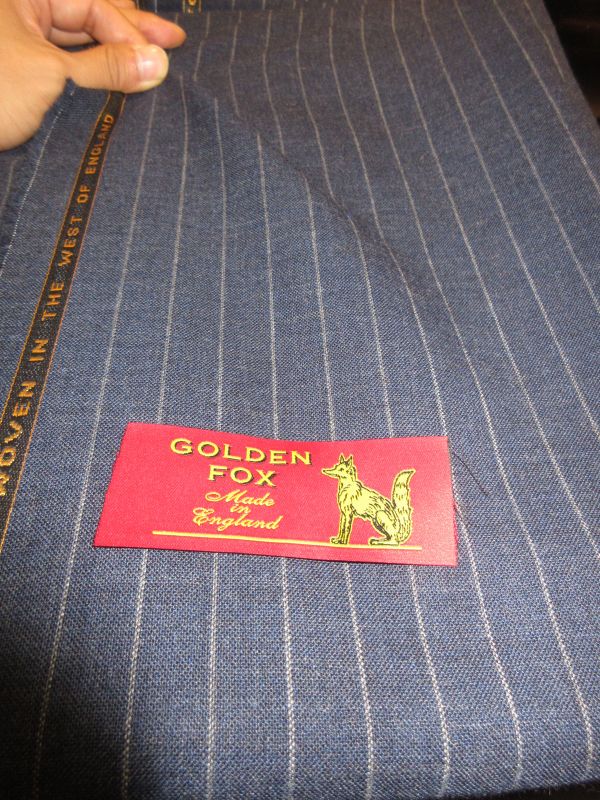 WOVEN IN THE WEST OF ENGLAND
GOLDEN
FOX
Made
in
England